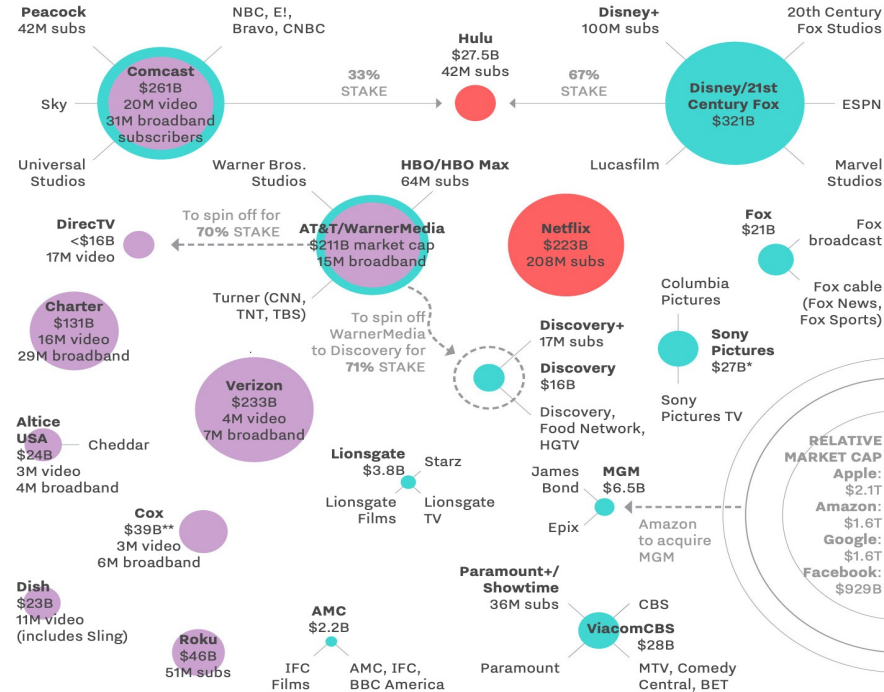 Peacock
42M subs
NBC, E!,
Bravo, CNBC
Comcast
$261B
20M video
31M broadband
subscribers
Sky
Universal
Studios
33%
STAKE
Hulu
$27.5B
42M subs
67%
STAKE
Disney+
100M subs
20th Century
Fox Studios
Disney/21st
Century Fox
$321B
ESPN
Lucasfilm
Marvel
Studios
Warner Bros.
Studios
HBO/HBO Max
64M subs
AT&T/WarnerMedia
$211B market cap
15M broadband
Turner (CNN,
TNT, TBS)
To spin off for
70% STAKE
DirecTV
<$16B
17M video
Netflix
$223B
208M subs
Fox
$21B
Fox
broadcast
Fox cable
(Fox News,
Fox Sports)
Charter
$131B
16M video
29M broadband
To spin off
WarnerMedia
to Discovery for
71% STAKE
Discovery+
17M subs
Discovery
$16B
Discovery,
Food Network,
HGTV
Columbia
Pictures
Sony
Pictures
$27B*
Sony
Pictures TV
Verizon
$233B
4M video
7M broadband
Altice
USA
$24B
3M video
4M broadband
Cheddar
Lionsgate
$3.8B
Starz
Lionsgate
Films
Lionsgate
TV
James
Bond
MGM
$6.5B
Epix
Amazon
to acquire
MGM
RELATIVE
MARKET CAP
Apple:
$2.1T
Amazon:
$1.6T
Google:
$1.6T
Facebook:
$929B
Cox
$39B**
3M video
6M broadband
Dish
$23B
11M video
(includes Sling)
Roku
$46B
51M subs
AMC
$2.2B
IFC
Films
AMC, IFC,
BBC America
Paramount+/
Showtime
36M subs
CBS
ViacomCBS
$28B
Paramount
MTV, Comedy
Central, BET